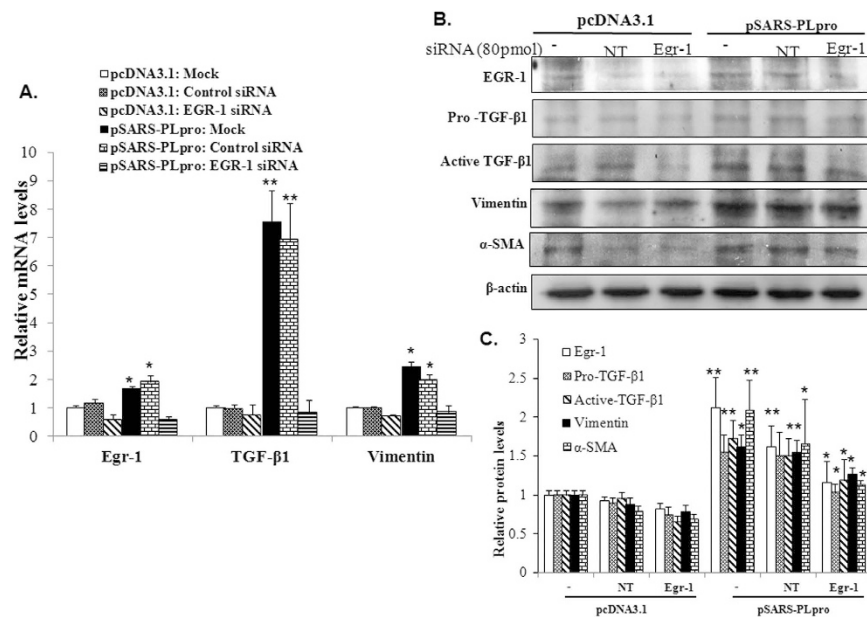 A.
pcDNA3.1: Mock
pcDNA3.1: Control siRNA
pcDNA3.1: EGR-1 siRNA
pSARS-PLpro: Mock
pSARS-PLpro: Control siRNA
pSARS-PLpro: EGR-1 siRNA
Relative mRNA levels
10
9
8
7
6
5
4
3
2
1
0
* *
** **
* *
Egr-1 TGF-β1 Vimentin
B.
pcDNA3.1 pSARS-PLpro
siRNA (80pmol) - NT Egr-1 - NT Egr-1
EGR-1
Pro -TGF-β1
Active TGF-β1
Vimentin
α-SMA
β-actin
C.
Egr-1
Pro-TGF-β1
Active-TGF-β1
Vimentin
α-SMA
Relative protein levels
3
2.5
2
1.5
1
0.5
0
** ** * * ** ** ** * * * * * *
- NT Egr-1 - NT Egr-1
pcDNA3.1 pSARS-PLpro